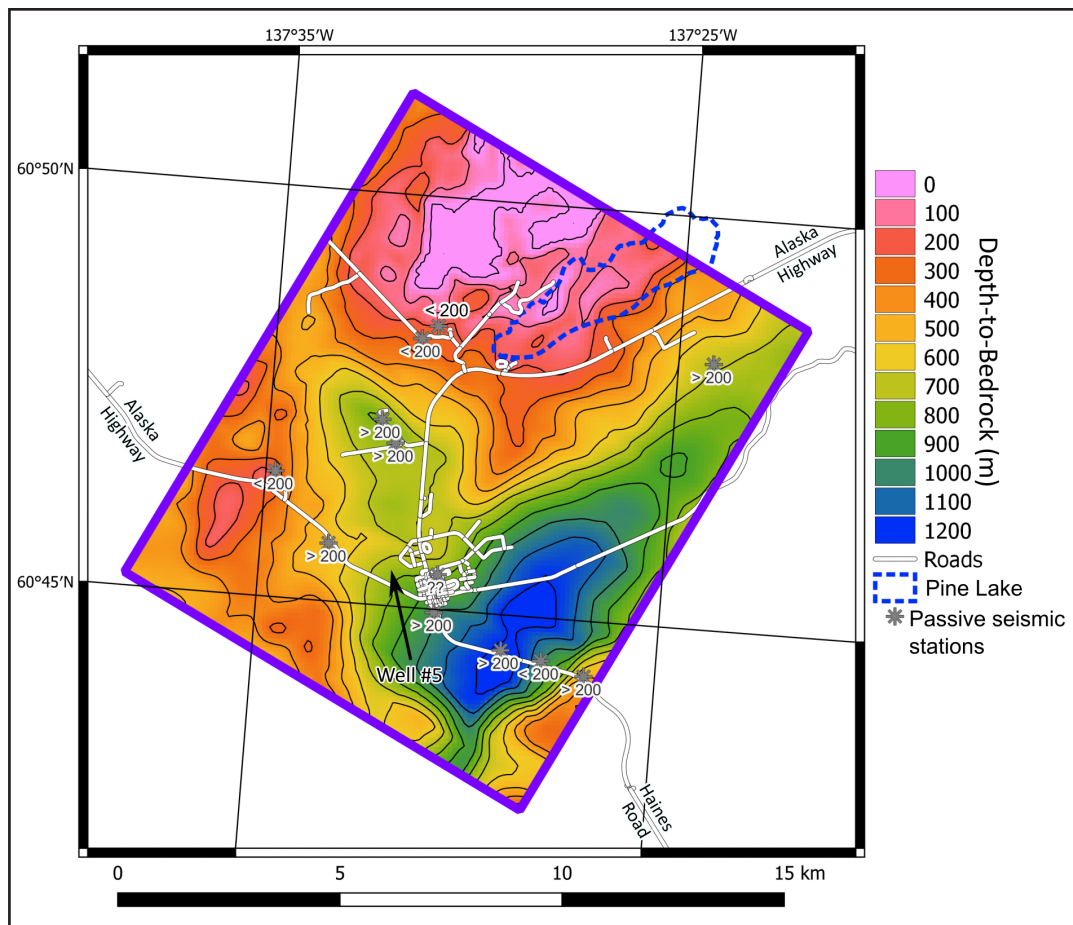 137°35'W
137°25'W
60°50'N
Alaska
Highway
0
100
200
300
400
500
600
700
800
900
1000
1100
1200
Depth-to-Bedrock (m)
Roads
Pine Lake
Passive seismic
stations
< 200
< 200
> 200
> 200
> 200
Alaska
Highway
< 200
> 200
60°45'N
22
> 200
Well #5
> 200
< 200
> 200
Haines
Road
0
5
10
15 km